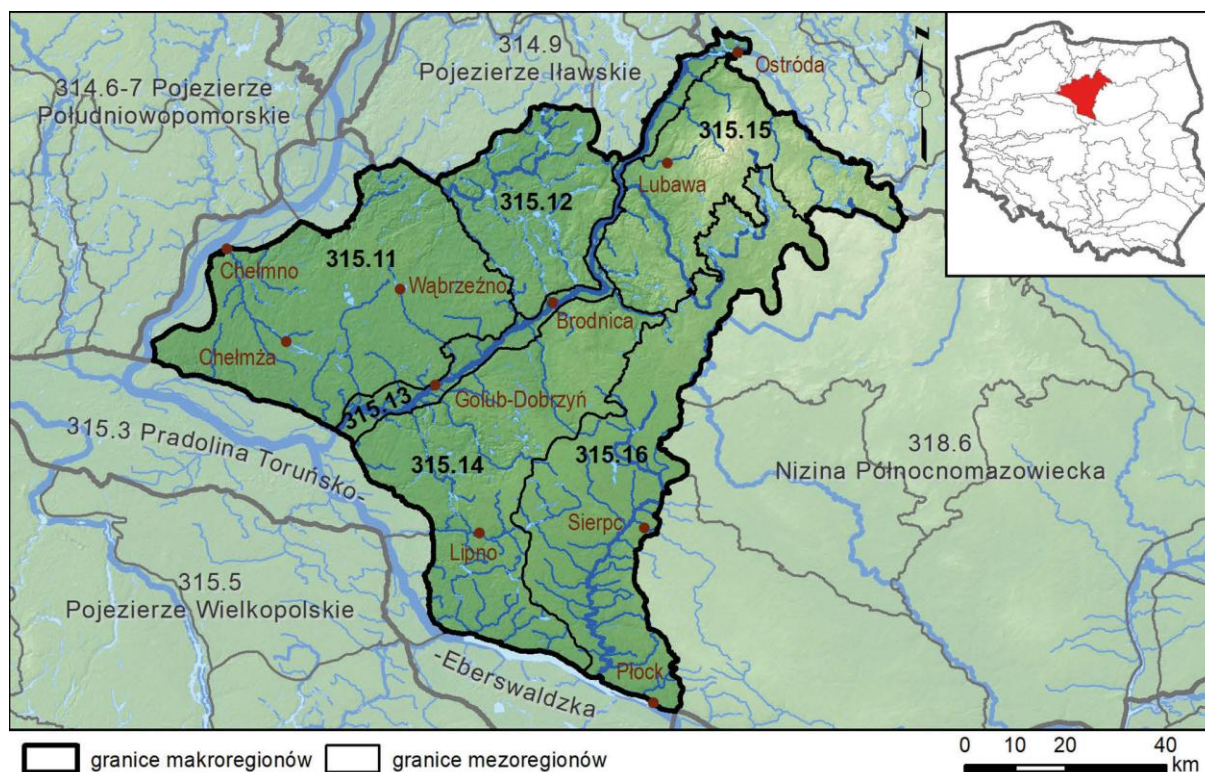 314.9
Pojezierze Iławskie
N
Ostróda
314.6-7 Pojezierze
Południowopomorskie
315.15
Lubawa
315.12
Chełmno
315.11
Wąbrzeźno
Brodnica
Chełmża
315.13
Golub-Dobrzyń
315.3 Pradolina Toruńsko-
315.14
315.16
318.6
Nizina Północnomazowiecka
Sierpc
Lipno
315.5
Pojezierze Wielkopolskie
-Eberswaldzka
Płock
granice makroregionów
granice mezoregionów
0 10 20 40
km